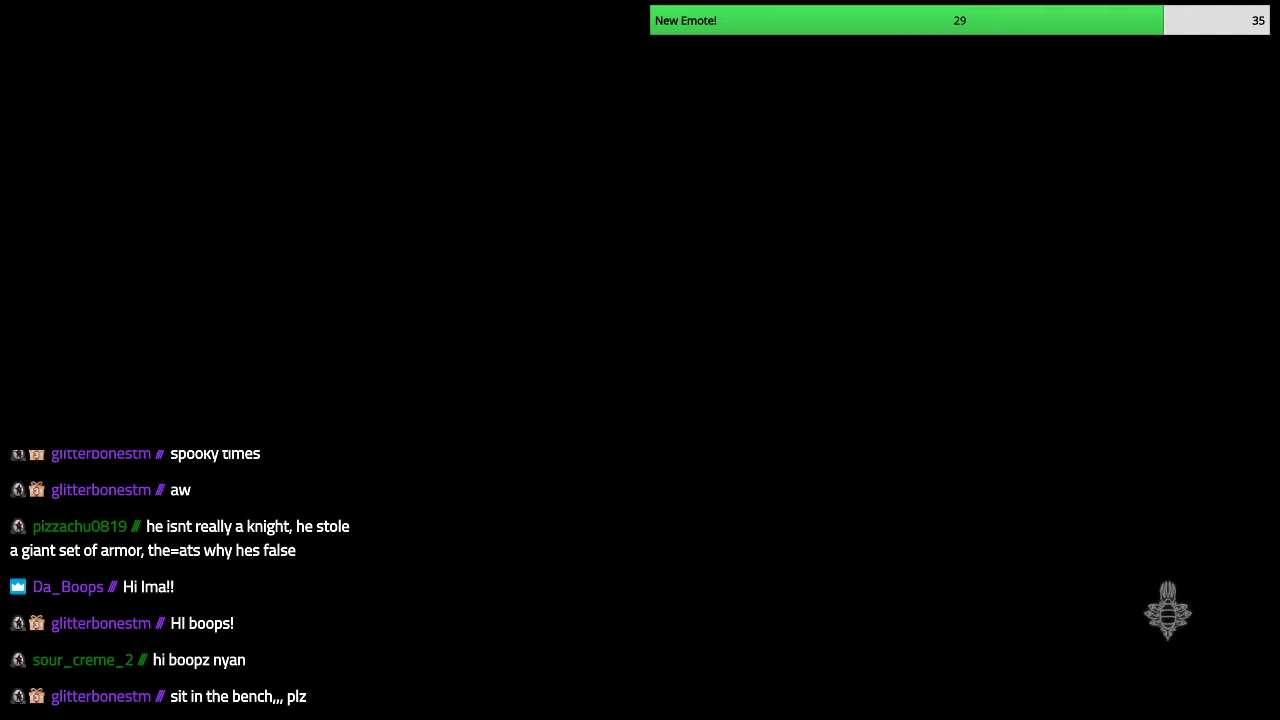 New Emote! 29 35
glitterbonestm /// spooky times
glitterbonestm /// aw
pizzachu0819 /// he isnt really a knight, he stole
a giant set of armor, the=ats why hes false
Da_Boops /// Hi Ima!!
glitterbonestm /// HI boops!
sour_creme_2 /// hi boopz nyan
glitterbonestm /// sit in the bench,,, plz